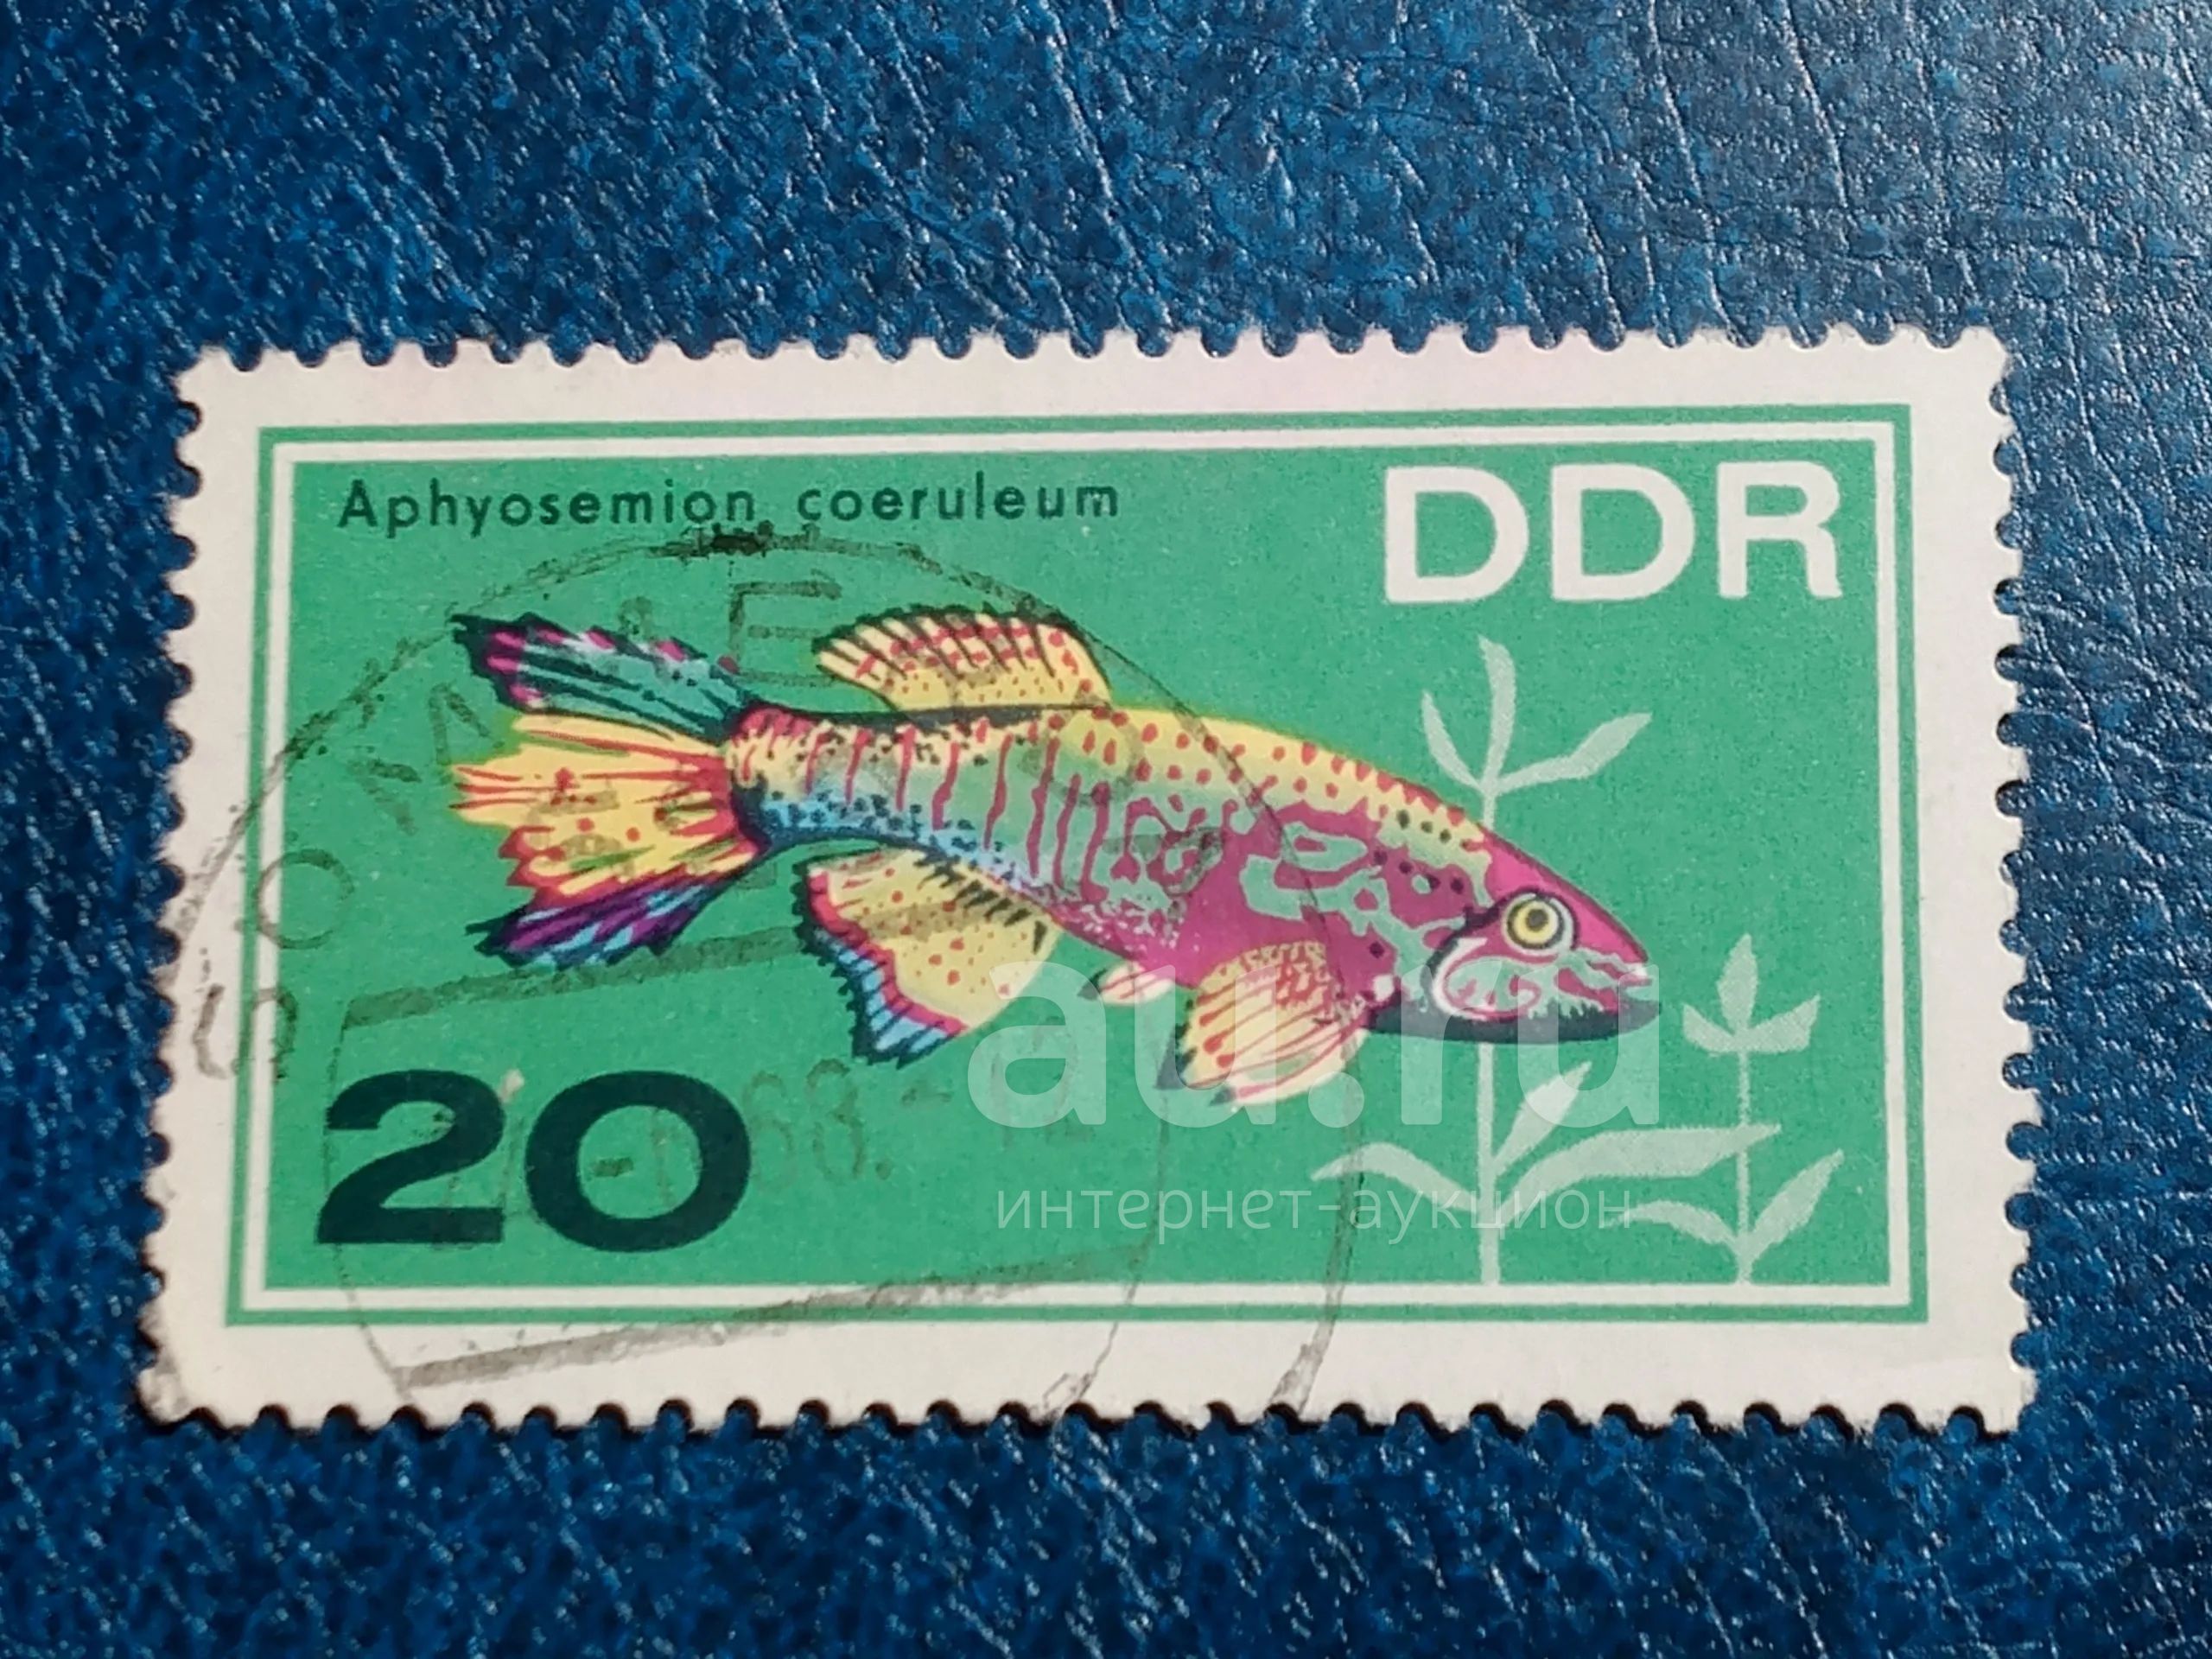 Aphyosemion coeruleum
DDR
au.ru
интернет-аукцион
20